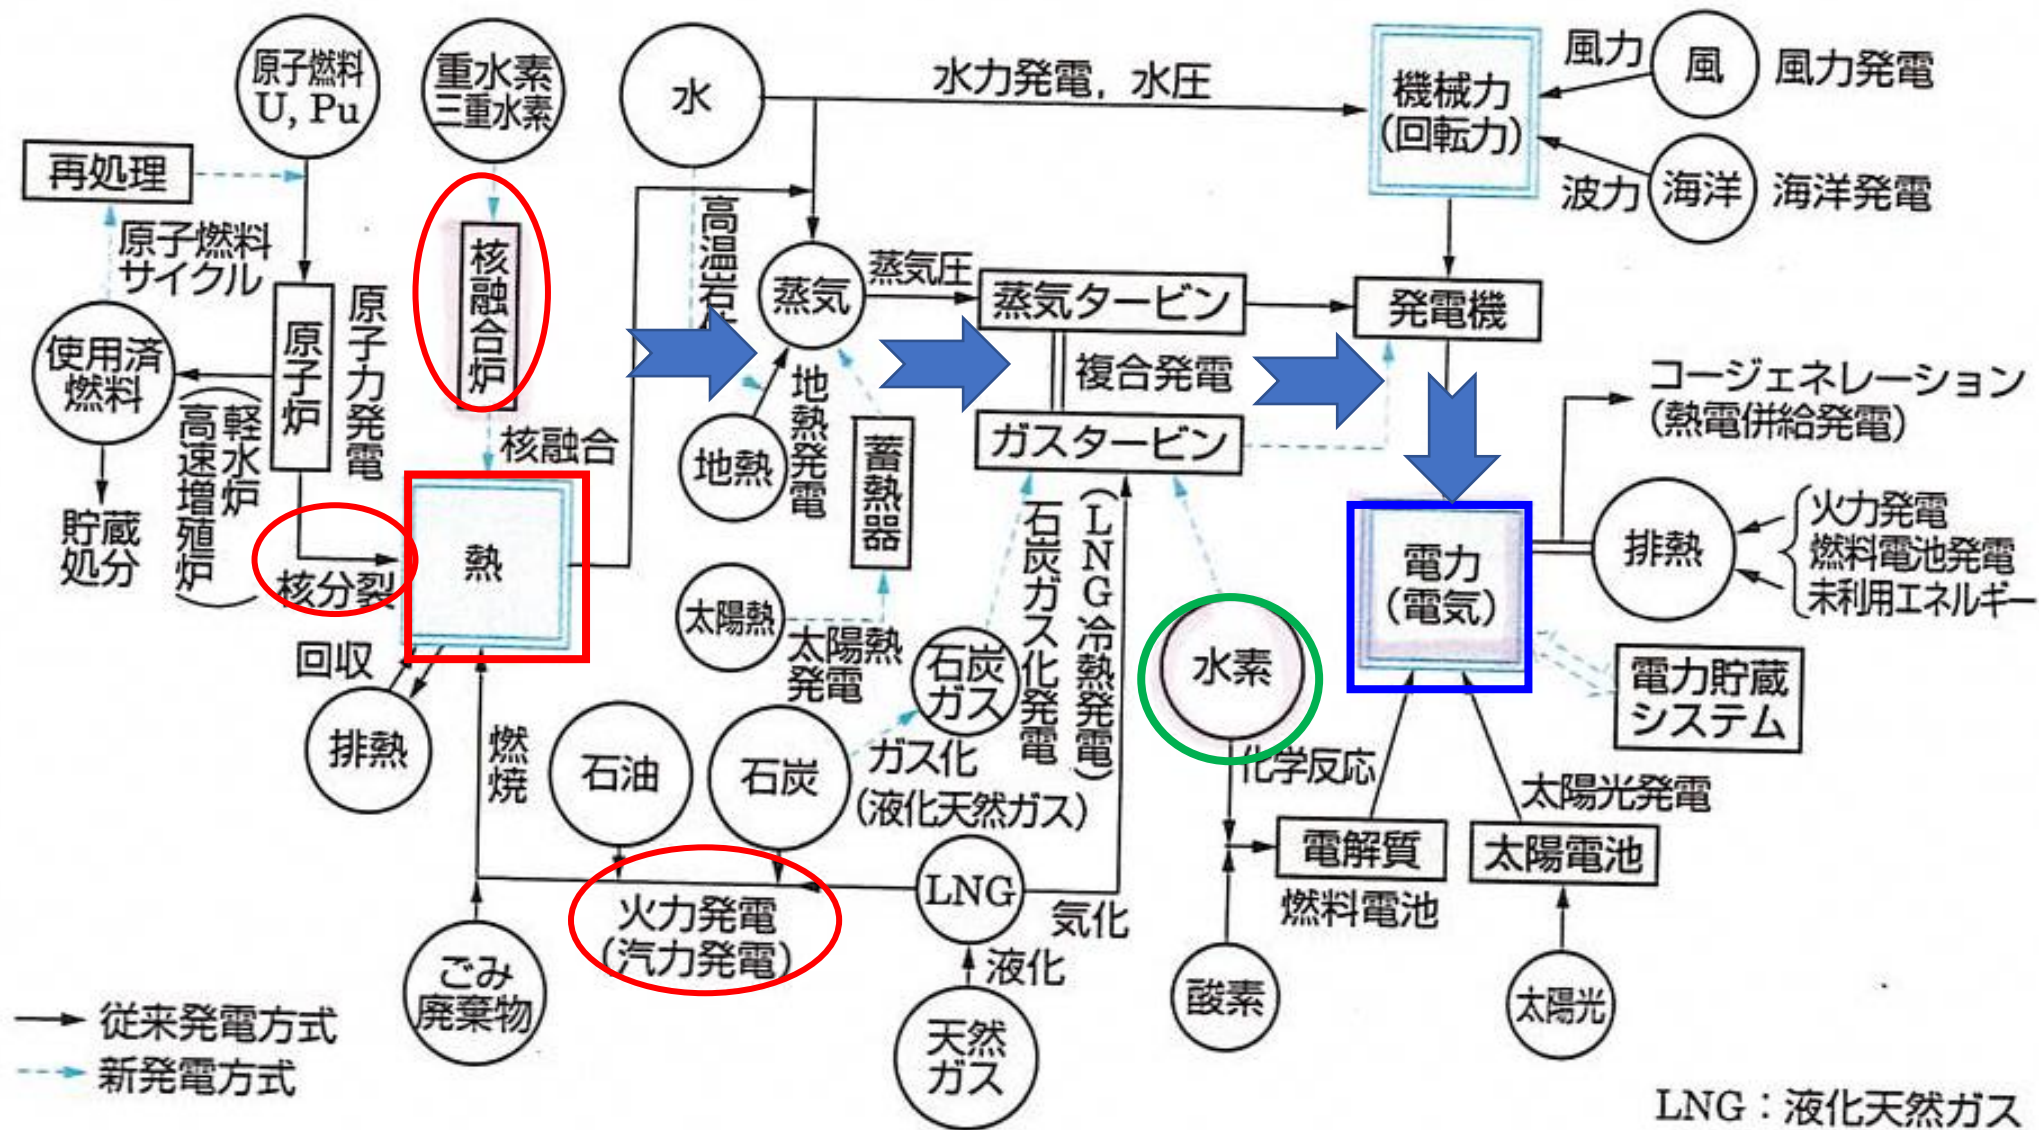 原子燃料
U, Pu
重水素
三重水素
水
水力発電，水圧
機械力
(回転力)
風力
風
風力発電
波力
海洋
海洋発電
再処理
原子燃料
サイクル
使用済
燃料
貯蔵
処分
原子炉
原子力発電
(軽水炉
高速増殖炉)
核分裂
核融合炉
核融合
熱
回収
排熱
燃焼
高温岩体
蒸気
蒸気圧
蒸気タービン
発電機
複合発電
ガスタービン
地熱
地熱発電
蓄熱器
太陽熱
太陽熱
発電
石炭
ガス
石炭ガス化発電
(LNG冷熱発電)
石油
石炭
ガス化
(液化天然ガス)
火力発電
(汽力発電)
LNG
気化
液化
天然
ガス
ごみ
廃棄物
水素
化学反応
電解質
燃料電池
酸素
電力
(電気)
コージェネレーション
(熱電併給発電)
排熱
火力発電
燃料電池発電
未利用エネルギー
電力貯蔵
システム
太陽光発電
太陽電池
太陽光
従来発電方式
新発電方式
LNG：液化天然ガス